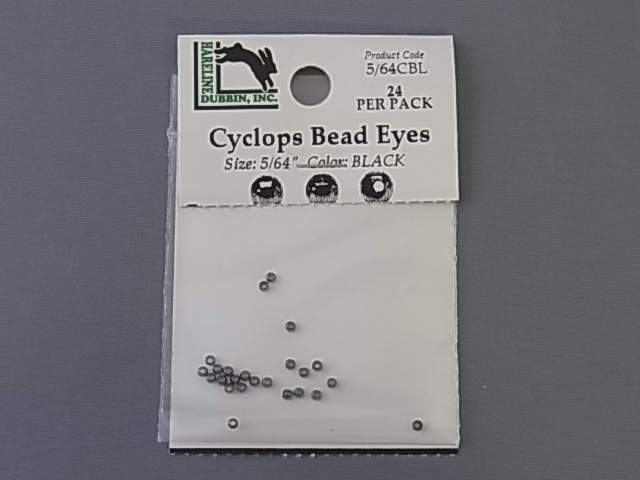 HARELINE
DUBBIN, INC.
Product Code
5/64CBL
24
PER PACK
Cyclops Bead Eyes
Size: 5/64" Color: BLACK